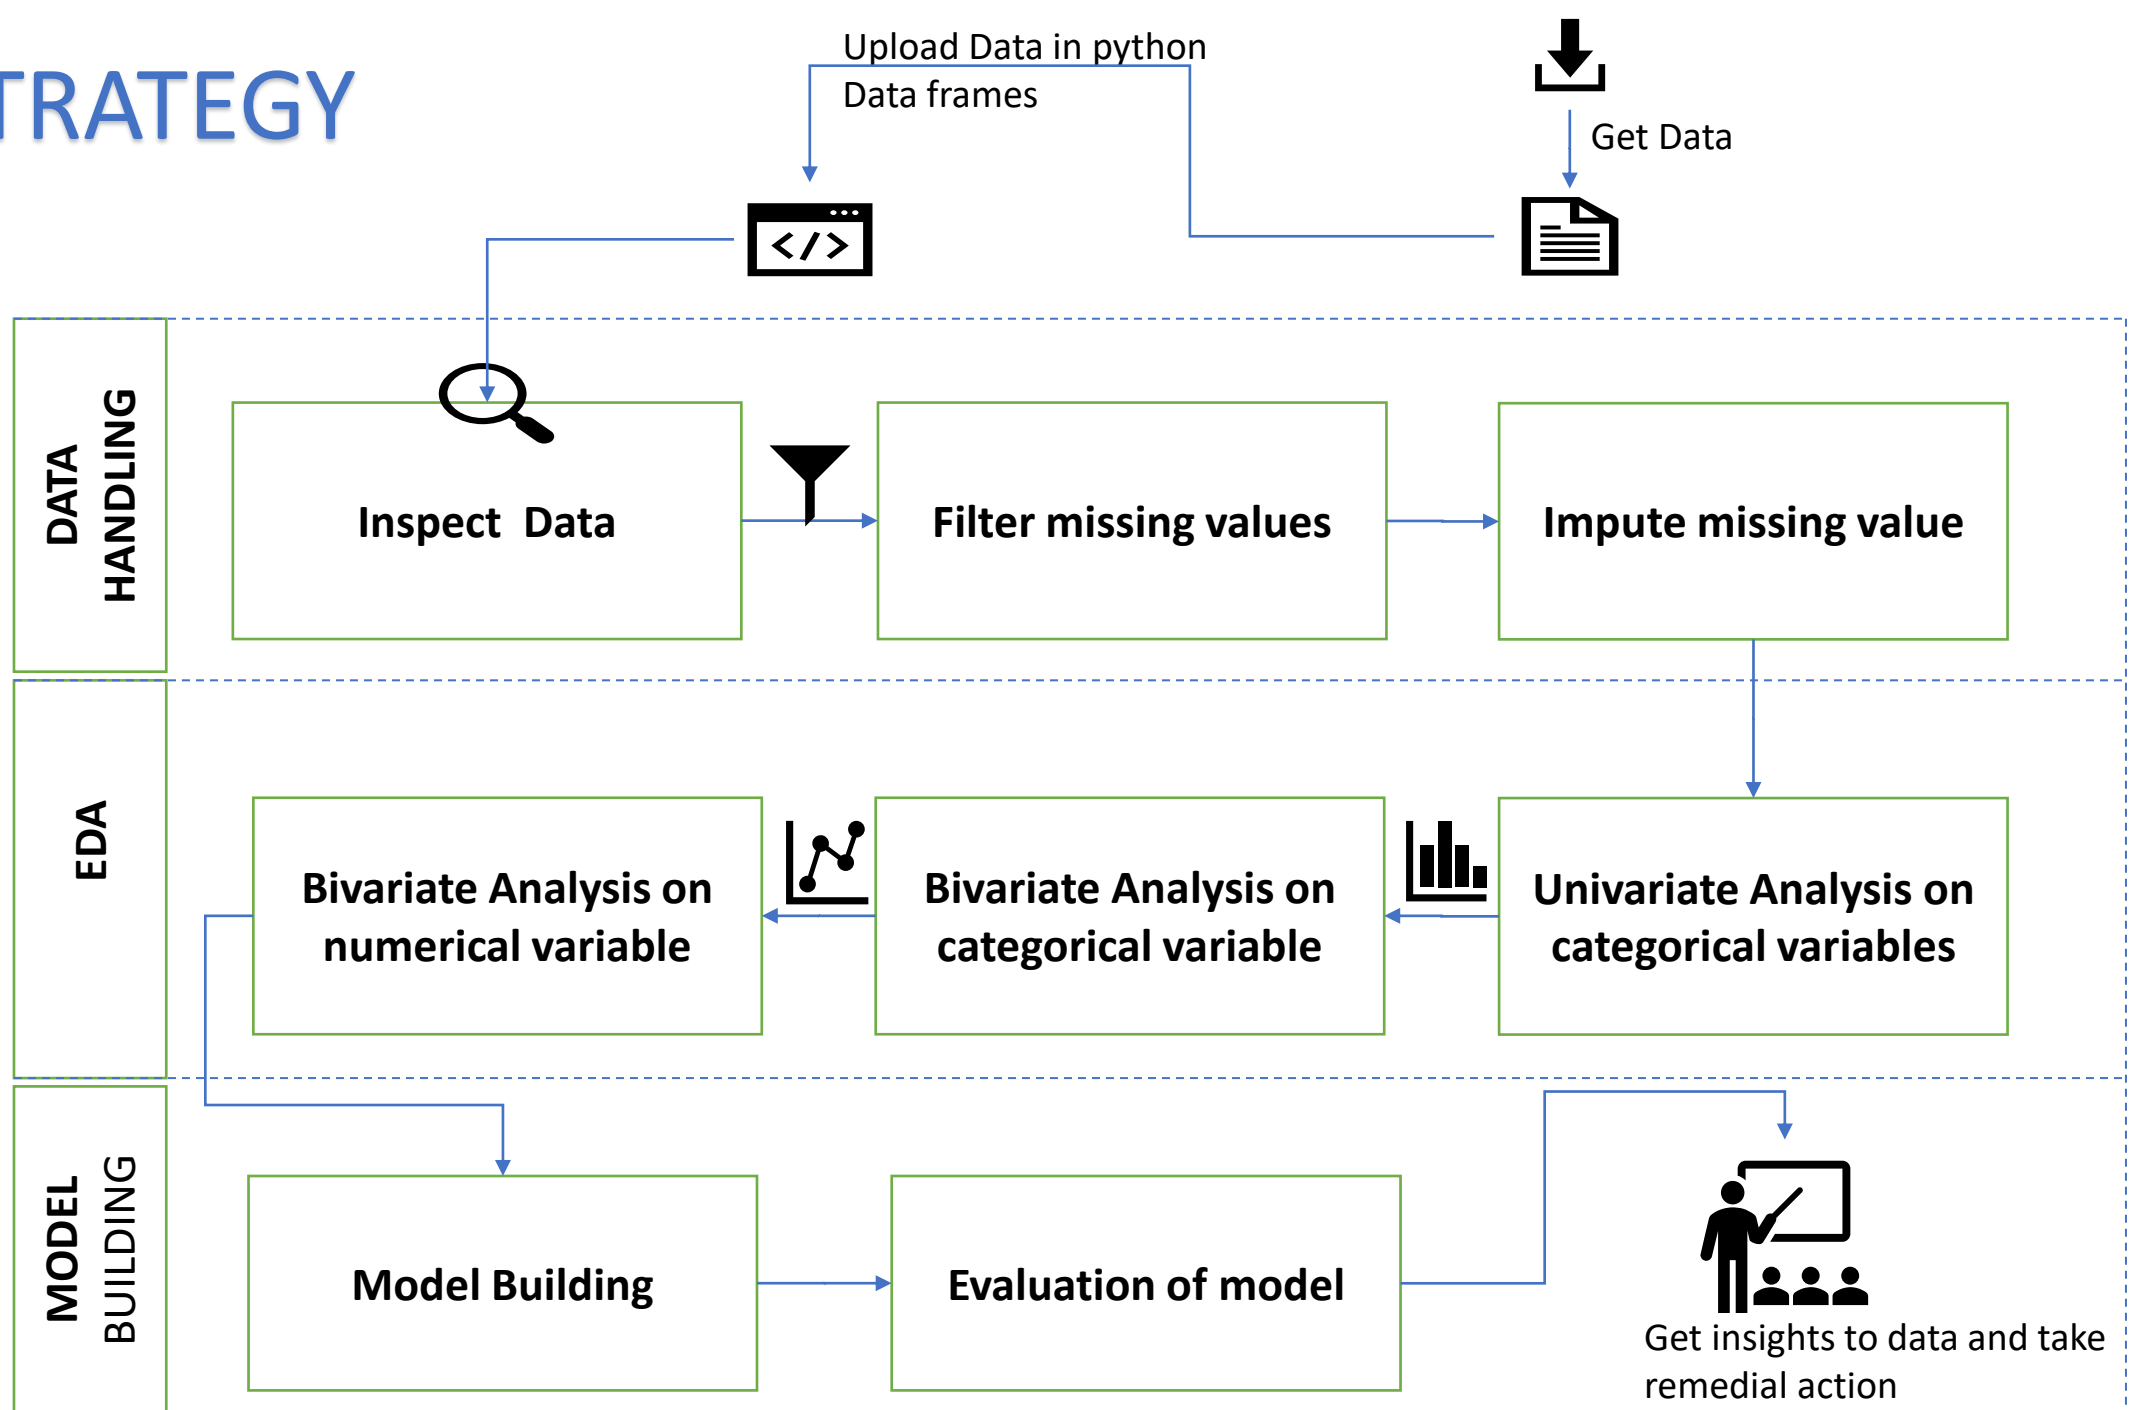 TRATEGY
Upload Data in python
Data frames
Get Data
</>
DATA
HANDLING
Inspect Data
Filter missing values
Impute missing value
EDA
Bivariate Analysis on
numerical variable
Bivariate Analysis on
categorical variable
Univariate Analysis on
categorical variables
MODEL
BUILDING
Model Building
Evaluation of model
Get insights to data and take
remedial action